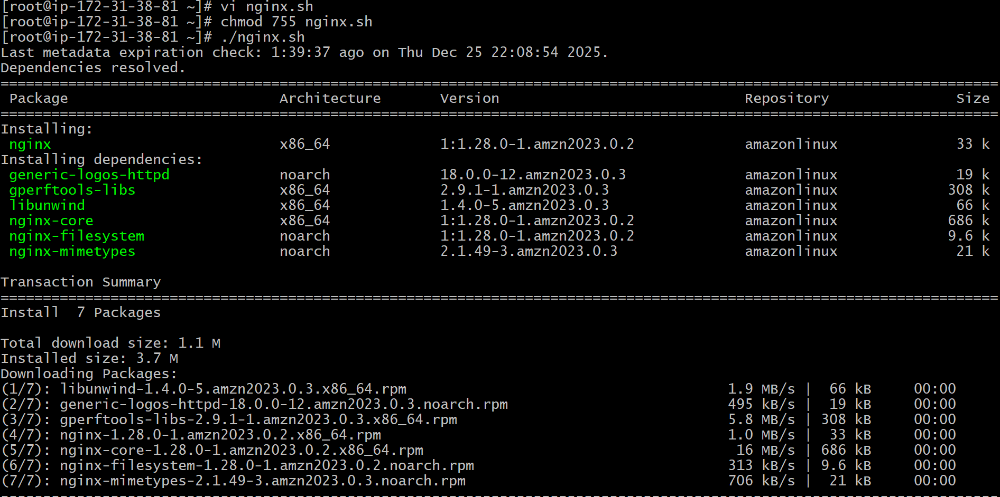 [root@ip-172-31-38-81 ~]# vi nginx.sh
[root@ip-172-31-38-81 ~]# chmod 755 nginx.sh
[root@ip-172-31-38-81 ~]# ./nginx.sh
Last metadata expiration check: 1:39:37 ago on Thu Dec 25 22:08:54 2025.
Dependencies resolved.
======================================================================================================================
 Package                         Architecture       Version                             Repository               Size
======================================================================================================================
Installing:
 nginx                           x86_64             1:1.28.0-1.amzn2023.0.2             amazonlinux              33 k
Installing dependencies:
 generic-logos-httpd             noarch             18.0.0-12.amzn2023.0.3              amazonlinux              19 k
 gperftools-libs                 x86_64             2.9.1-1.amzn2023.0.3                amazonlinux             308 k
 libunwind                       x86_64             1.4.0-5.amzn2023.0.3                amazonlinux              66 k
 nginx-core                      x86_64             1:1.28.0-1.amzn2023.0.2             amazonlinux             686 k
 nginx-filesystem                noarch             1:1.28.0-1.amzn2023.0.2             amazonlinux             9.6 k
 nginx-mimetypes                 noarch             2.1.49-3.amzn2023.0.3               amazonlinux              21 k

Transaction Summary
======================================================================================================================
Install  7 Packages

Total download size: 1.1 M
Installed size: 3.7 M
Downloading Packages:
(1/7): libunwind-1.4.0-5.amzn2023.0.3.x86_64.rpm                                      1.9 MB/s |  66 kB     00:00
(2/7): generic-logos-httpd-18.0.0-12.amzn2023.0.3.noarch.rpm                          495 kB/s |  19 kB     00:00
(3/7): gperftools-libs-2.9.1-1.amzn2023.0.3.x86_64.rpm                                5.8 MB/s | 308 kB     00:00
(4/7): nginx-1.28.0-1.amzn2023.0.2.x86_64.rpm                                         1.0 MB/s |  33 kB     00:00
(5/7): nginx-core-1.28.0-1.amzn2023.0.2.x86_64.rpm                                     16 MB/s | 686 kB     00:00
(6/7): nginx-filesystem-1.28.0-1.amzn2023.0.2.noarch.rpm                              313 kB/s | 9.6 kB     00:00
(7/7): nginx-mimetypes-2.1.49-3.amzn2023.0.3.noarch.rpm                               706 kB/s |  21 kB     00:00
----------------------------------------------------------------------------------------------------------------------